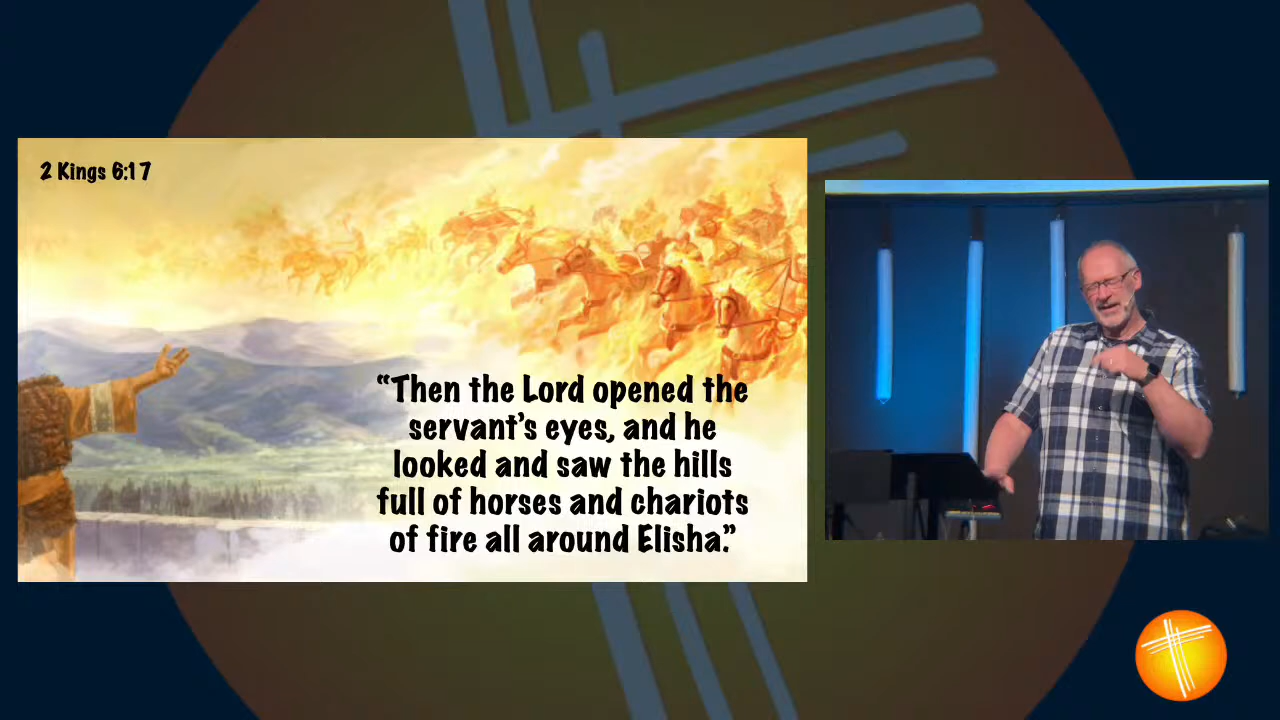 2 Kings 6:17
“Then the Lord opened the
servant’s eyes, and he
looked and saw the hills
full of horses and chariots
of fire all around Elisha.”